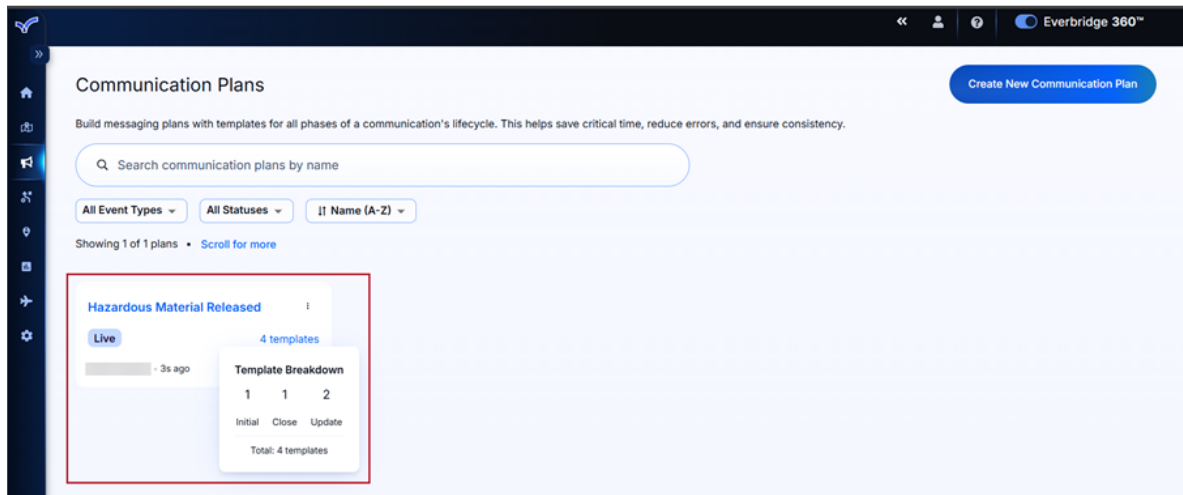 Everbridge 360™
Communication Plans
Create New Communication Plan
Build messaging plans with templates for all phases of a communication's lifecycle. This helps save critical time, reduce errors, and ensure consistency.
Search communication plans by name
All Event Types
All Statuses
Name (A-Z)
Showing 1 of 1 plans • Scroll for more
Hazardous Material Released
Live
4 templates
- 3s ago
Template Breakdown
1 1 2
Initial Close Update
Total: 4 templates